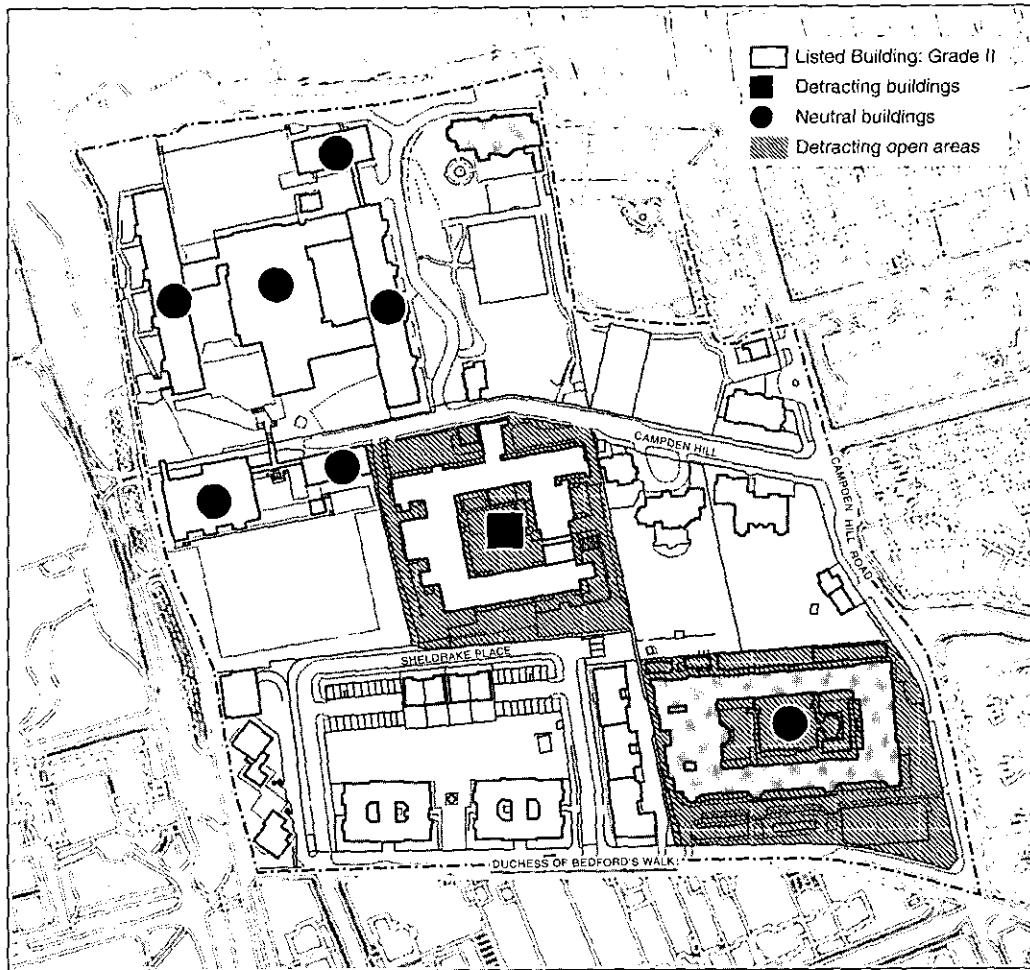 Listed Building: Grade II
Detracting buildings
Neutral buildings
Detracting open areas
CAMPDEN HILL
CAMPDEN HILL ROAD
SHELDRAKE PLACE
DUCHESS OF BEDFORD'S WALK